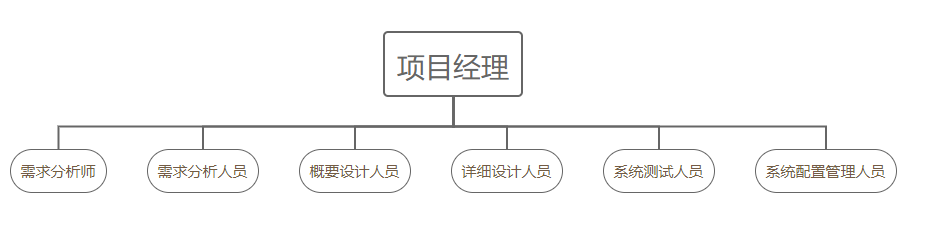 项目经理
需求分析师
需求分析人员
概要设计人员
详细设计人员
系统测试人员
系统配置管理人员